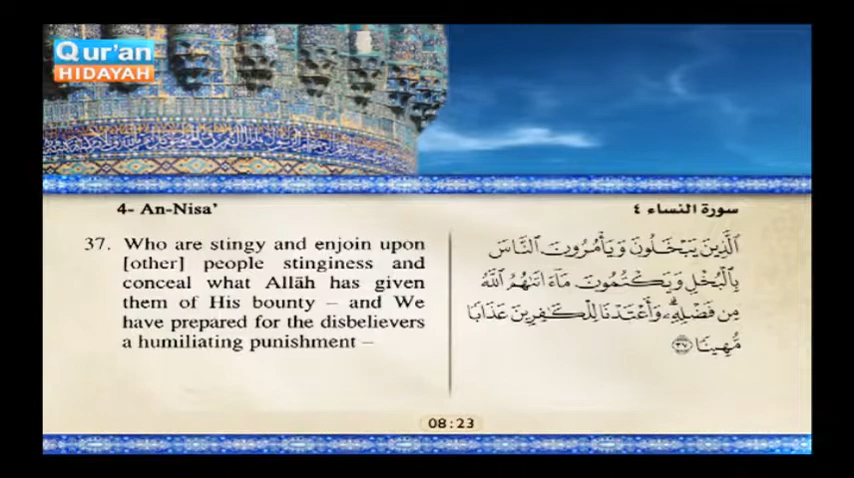 Qur'an
HIDAYAH
4- An-Nisa'
سورة النساء ٤
37. Who are stingy and enjoin upon
[other] people stinginess and
conceal what Allāh has given
them of His bounty – and We
have prepared for the disbelievers
a humiliating punishment –
ٱلَّذِينَ يَبْخَلُونَ وَيَأْمُرُونَ ٱلنَّاسَ
بِٱلْبُخْلِ وَيَكْتُمُونَ مَآ ءَاتَىٰهُمُ ٱللَّهُ
مِن فَضْلِهِۦ ۗ وَأَعْتَدْنَا لِلْكَـٰفِرِينَ عَذَابًا
مُّهِينًا ٣٧
08:23